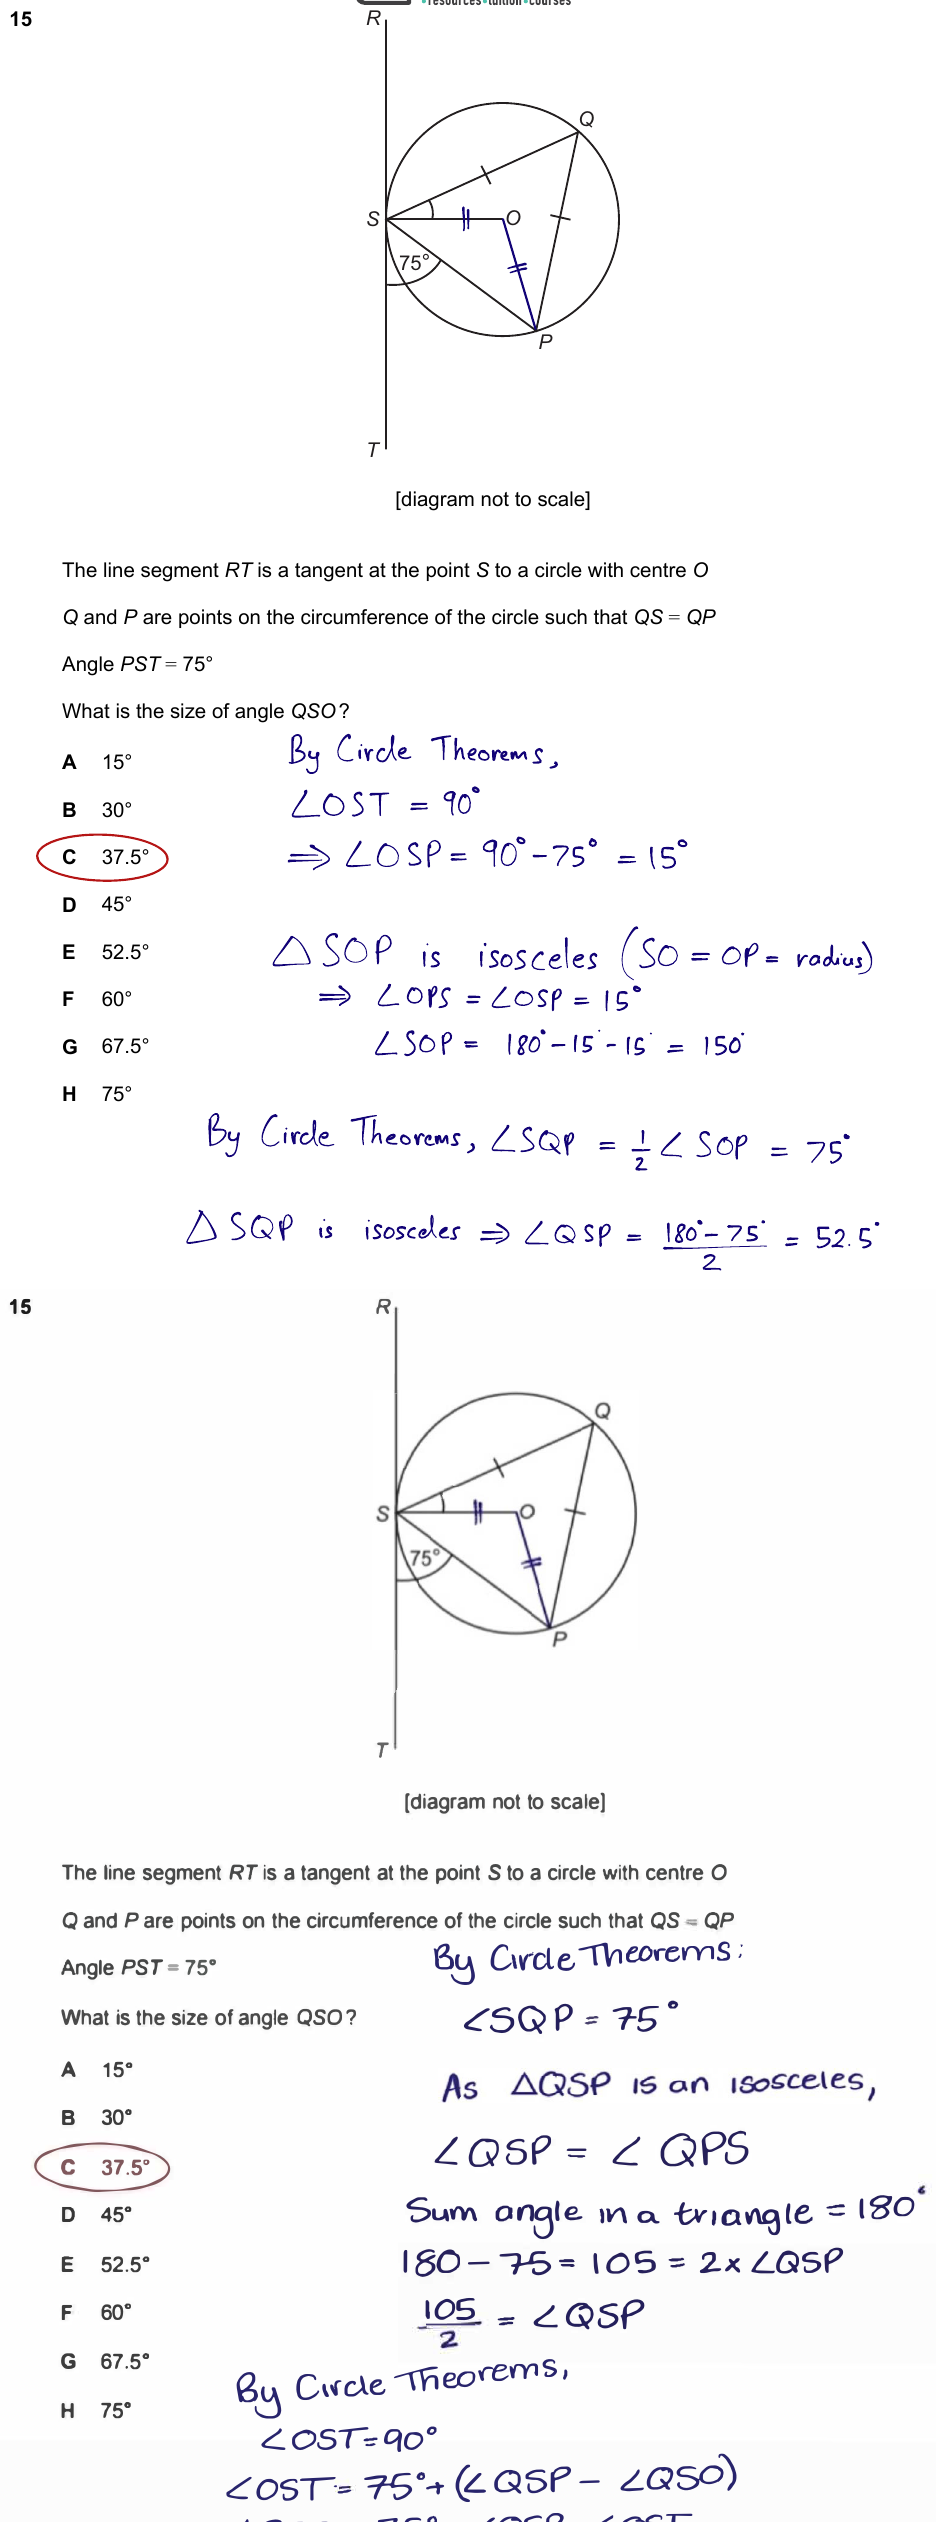 resources•tuition•courses
15
R
Q
S
O
75°
P
T
[diagram not to scale]
The line segment RT is a tangent at the point S to a circle with centre O
Q and P are points on the circumference of the circle such that QS = QP
Angle PST = 75°
What is the size of angle QSO?
By Circle Theorems,
A 15°
∠OST = 90°
B 30°
⇒ ∠OSP = 90° – 75° = 15°
C 37.5°
D 45°
△SOP is isosceles (SO = OP = radius)
E 52.5°
⇒ ∠OPS = ∠OSP = 15°
F 60°
∠SOP = 180° – 15° – 15° = 150°
G 67.5°
H 75°
By Circle Theorems, ∠SQP = 1/2 ∠SOP = 75°
△SQP is isosceles ⇒ ∠QSP = (180° – 75°)/2 = 52.5°
15
R
Q
S
O
75°
P
T
[diagram not to scale]
The line segment RT is a tangent at the point S to a circle with centre O
Q and P are points on the circumference of the circle such that QS = QP
By Circle Theorems:
Angle PST = 75°
What is the size of angle QSO?
∠SQP = 75°
A 15°
As △QSP is an isosceles,
B 30°
∠QSP = ∠QPS
C 37.5°
D 45°
Sum angle in a triangle = 180°
E 52.5°
180 – 75 = 105 = 2 x ∠QSP
F 60°
105/2 = ∠QSP
G 67.5°
By Circle Theorems,
H 75°
∠OST = 90°
∠OST = 75° + (∠QSP – ∠QSO)